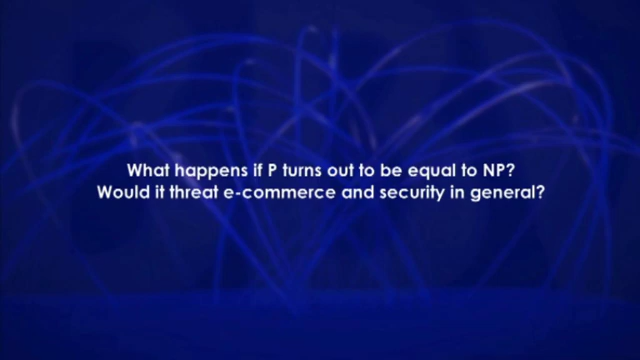 What happens if P turns out to be equal to NP?
Would it threat e-commerce and security in general?